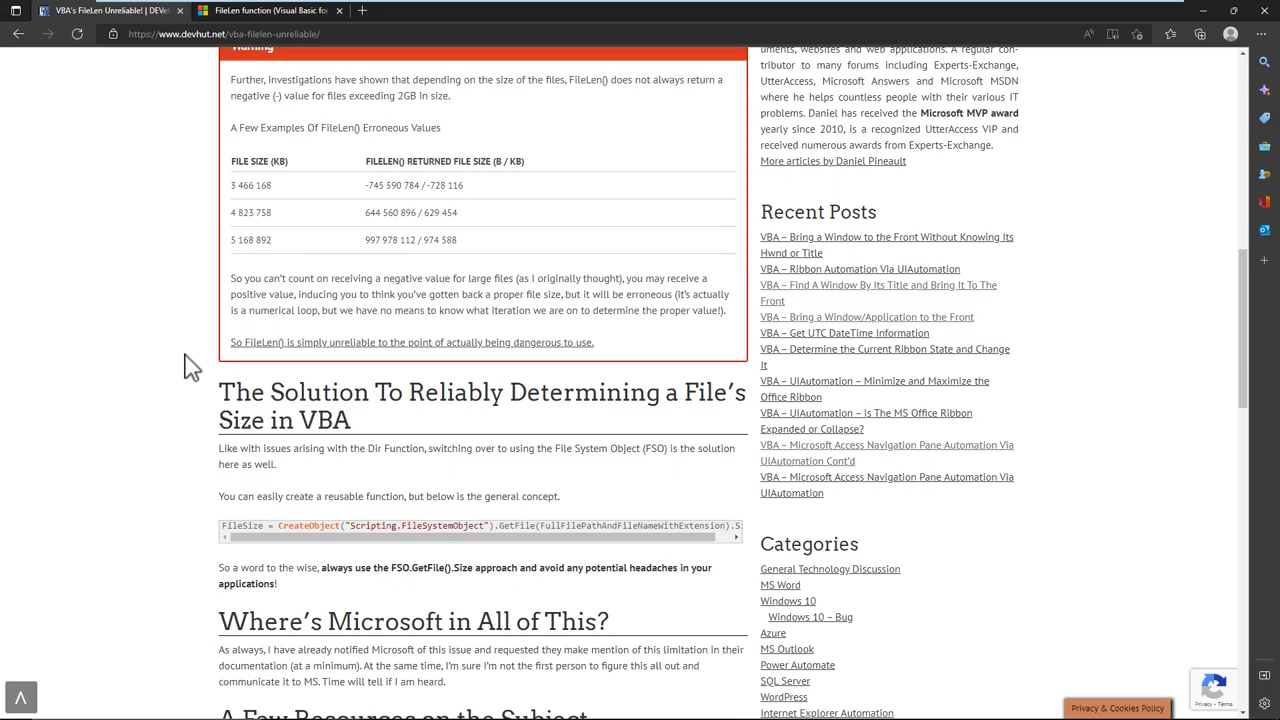 VBA's FileLen Unreliable! | DEVel
FileLen function (Visual Basic for
https://www.devhut.net/vba-filelen-unreliable/
Warning
Further, investigations have shown that depending on the size of the files, FileLen() does not always return a
negative (-) value for files exceeding 2GB in size.
A Few Examples Of FileLen() Erroneous Values
FILE SIZE (KB) FILELEN() RETURNED FILE SIZE (B / KB)
3 466 168 -745 590 784 / -728 116
4 823 758 644 560 896 / 629 454
5 168 892 997 978 112 / 974 588
So you can't count on receiving a negative value for large files (as I originally thought), you may receive a
positive value, inducing you to think you've gotten back a proper file size, but it will be erroneous (it's actually
is a numerical loop, but we have no means to know what iteration we are on to determine the proper value!).
So FileLen() is simply unreliable to the point of actually being dangerous to use.
The Solution To Reliably Determining a File's
Size in VBA
Like with issues arising with the Dir Function, switching over to using the File System Object (FSO) is the solution
here as well.
You can easily create a reusable function, but below is the general concept.
FileSize = CreateObject("Scripting.FileSystemObject").GetFile(FullFilePathAndFileNameWithExtension).S
So a word to the wise, always use the FSO.GetFile().Size approach and avoid any potential headaches in your
applications!
Where's Microsoft in All of This?
As always, I have already notified Microsoft of this issue and requested they make mention of this limitation in their
documentation (at a minimum). At the same time, I'm sure I'm not the first person to figure this all out and
communicate it to MS. Time will tell if I am heard.
A Few Resources on the Subject
uments, websites and web applications. A regular con-
tributor to many forums including Experts-Exchange,
UtterAccess, Microsoft Answers and Microsoft MSDN
where he helps countless people with their various IT
problems. Daniel has received the Microsoft MVP award
yearly since 2010, is a recognized UtterAccess VIP and
received numerous awards from Experts-Exchange.
More articles by Daniel Pineault
Recent Posts
VBA – Bring a Window to the Front Without Knowing Its
Hwnd or Title
VBA – Ribbon Automation Via UIAutomation
VBA – Find A Window By Its Title and Bring It To The
Front
VBA – Bring a Window/Application to the Front
VBA – Get UTC DateTime Information
VBA – Determine the Current Ribbon State and Change
It
VBA – UIAutomation – Minimize and Maximize the
Office Ribbon
VBA – UIAutomation – Is The MS Office Ribbon
Expanded or Collapse?
VBA – Microsoft Access Navigation Pane Automation Via
UIAutomation Cont'd
VBA – Microsoft Access Navigation Pane Automation Via
UIAutomation
Categories
General Technology Discussion
MS Word
Windows 10
Windows 10 – Bug
Azure
MS Outlook
Power Automate
SQL Server
WordPress
Internet Explorer Automation
Privacy - Terms
Privacy & Cookies Policy